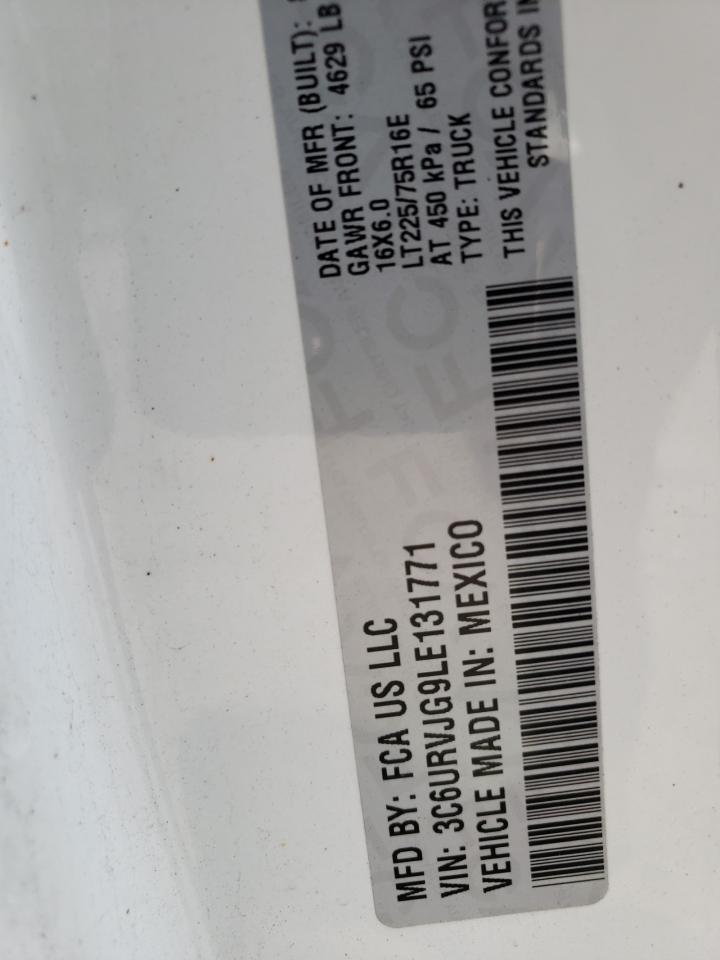 MFD BY: FCA US LLC
VIN: 3C6URVJG9LE131771
VEHICLE MADE IN: MEXICO
DATE OF MFR (BUILT):
GAWR FRONT: 4629 LB
16X6.0
LT225/75R16E
AT 450 kPa / 65 PSI
TYPE: TRUCK
THIS VEHICLE CONFOR
STANDARDS IN